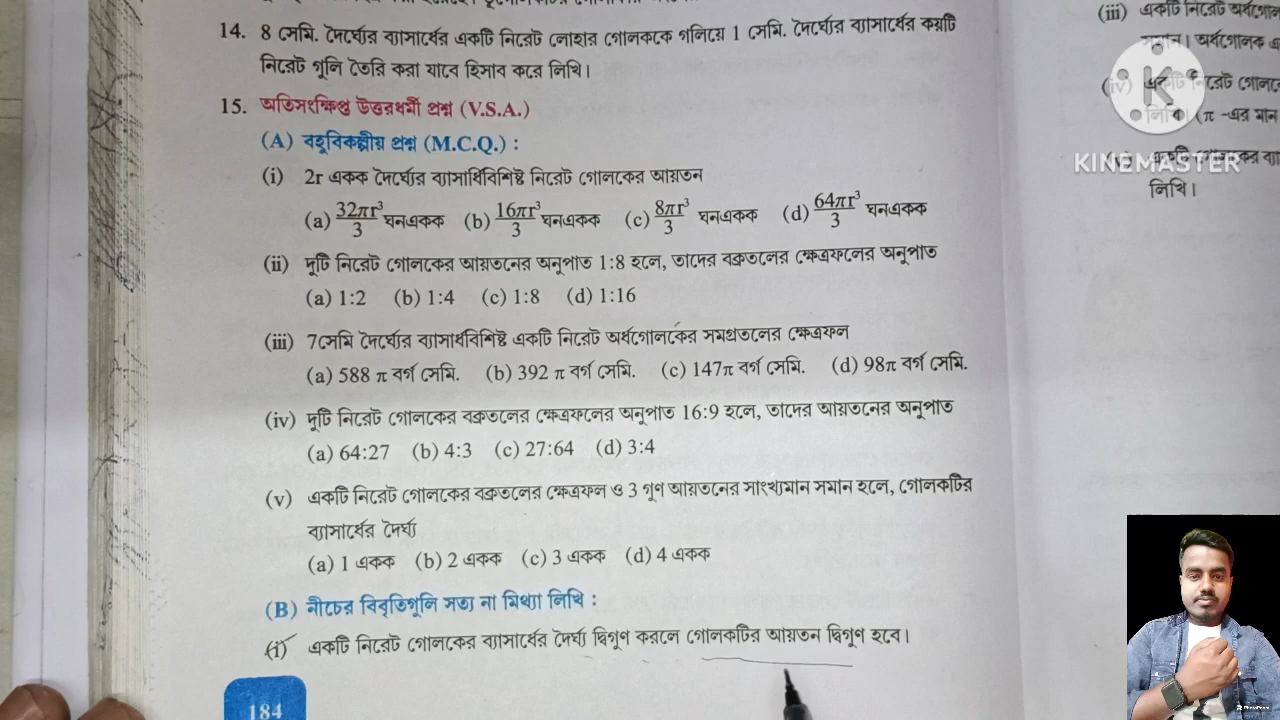 14. 8 সেমি. দৈর্ঘ্যের ব্যাসার্ধের একটি নিরেট লোহার গোলককে গলিয়ে 1 সেমি. দৈর্ঘ্যের ব্যাসার্ধের কয়টি
নিরেট গুলি তৈরি করা যাবে হিসাব করে লিখি।
15. অতিসংক্ষিপ্ত উত্তরধর্মী প্রশ্ন (V.S.A.)
(A) বহুবিকল্পীয় প্রশ্ন (M.C.Q.) :
(i) 2r একক দৈর্ঘ্যের ব্যাসার্ধবিশিষ্ট নিরেট গোলকের আয়তন
(a) 32πr³/3 ঘনএকক (b) 16πr³/3 ঘনএকক (c) 8πr³/3 ঘনএকক (d) 64πr³/3 ঘনএকক
(ii) দুটি নিরেট গোলকের আয়তনের অনুপাত 1:8 হলে, তাদের বক্রতলের ক্ষেত্রফলের অনুপাত
(a) 1:2 (b) 1:4 (c) 1:8 (d) 1:16
(iii) 7সেমি দৈর্ঘ্যের ব্যাসার্ধবিশিষ্ট একটি নিরেট অর্ধগোলকের সমগ্রতলের ক্ষেত্রফল
(a) 588 π বর্গ সেমি. (b) 392 π বর্গ সেমি. (c) 147π বর্গ সেমি. (d) 98π বর্গ সেমি.
(iv) দুটি নিরেট গোলকের বক্রতলের ক্ষেত্রফলের অনুপাত 16:9 হলে, তাদের আয়তনের অনুপাত
(a) 64:27 (b) 4:3 (c) 27:64 (d) 3:4
(v) একটি নিরেট গোলকের বক্রতলের ক্ষেত্রফল ও 3 গুণ আয়তনের সাংখ্যমান সমান হলে, গোলকটির
ব্যাসার্ধের দৈর্ঘ্য
(a) 1 একক (b) 2 একক (c) 3 একক (d) 4 একক
(B) নীচের বিবৃতিগুলি সত্য না মিথ্যা লিখি :
(i) একটি নিরেট গোলকের ব্যাসার্ধের দৈর্ঘ্য দ্বিগুণ করলে গোলকটির আয়তন দ্বিগুণ হবে।
184
(iii) একটি নিরেট
অর্ধগোলক
(iv) একটি নিরেট
(π -এর মান
লিখি।
K
KINEMASTER